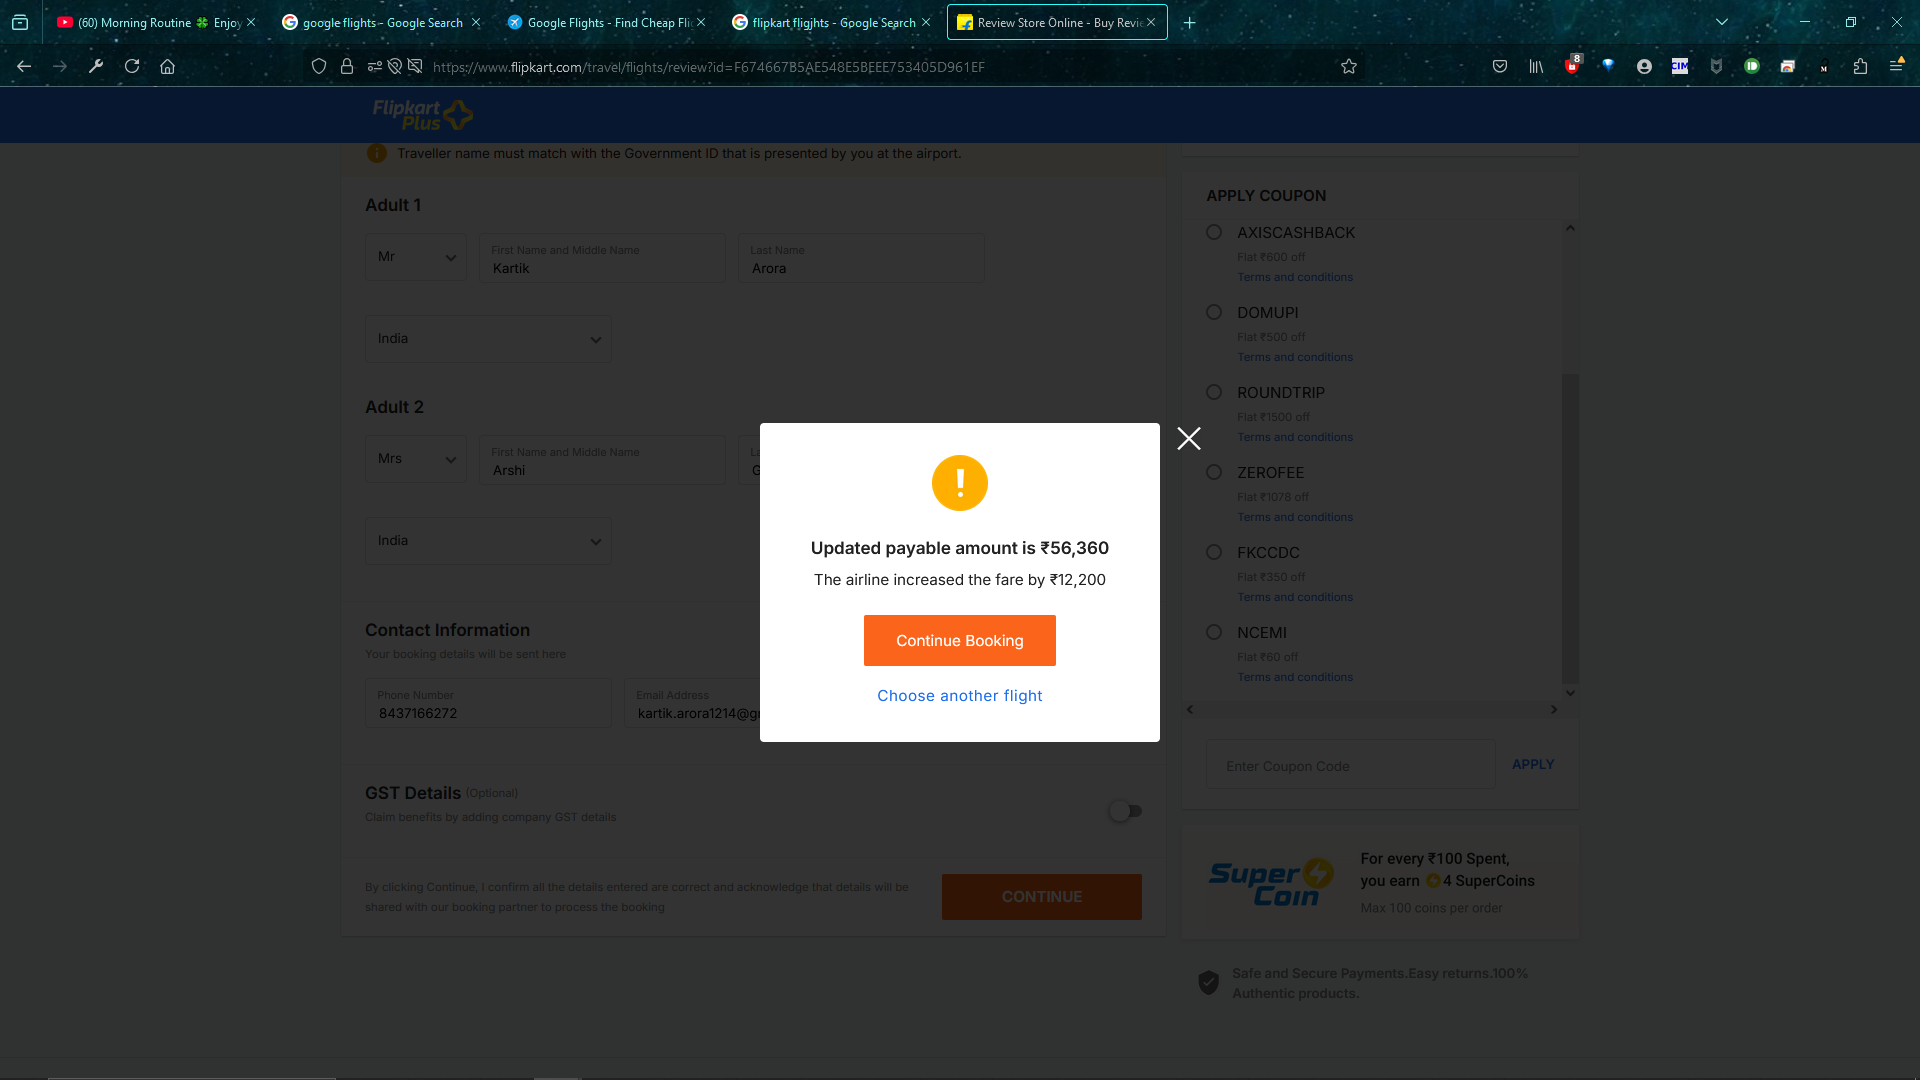 (60) Morning Routine 🍀 Enjoy
google flights - Google Search
Google Flights - Find Cheap Fli
flipkart fligjhts - Google Search
Review Store Online - Buy Revie
https://www.flipkart.com/travel/flights/review?id=F674667B5AE548E5BEEE753405D961EF
8
CIM
Flipkart
Plus
Traveller name must match with the Government ID that is presented by you at the airport.
Adult 1
Mr
First Name and Middle Name
Kartik
Last Name
Arora
India
Adult 2
Mrs
First Name and Middle Name
Arshi
India
Contact Information
Your booking details will be sent here
Phone Number
8437166272
Email Address
kartik.arora1214@g
GST Details (Optional)
Claim benefits by adding company GST details
By clicking Continue, I confirm all the details entered are correct and acknowledge that details will be
shared with our booking partner to process the booking
CONTINUE
Updated payable amount is ₹56,360
The airline increased the fare by ₹12,200
Continue Booking
Choose another flight
APPLY COUPON
AXISCASHBACK
Flat ₹600 off
Terms and conditions
DOMUPI
Flat ₹500 off
Terms and conditions
ROUNDTRIP
Flat ₹1500 off
Terms and conditions
ZEROFEE
Flat ₹1078 off
Terms and conditions
FKCCDC
Flat ₹350 off
Terms and conditions
NCEMI
Flat ₹60 off
Terms and conditions
Enter Coupon Code
APPLY
Super
Coin
For every ₹100 Spent,
you earn 4 SuperCoins
Max 100 coins per order
Safe and Secure Payments.Easy returns.100%
Authentic products.